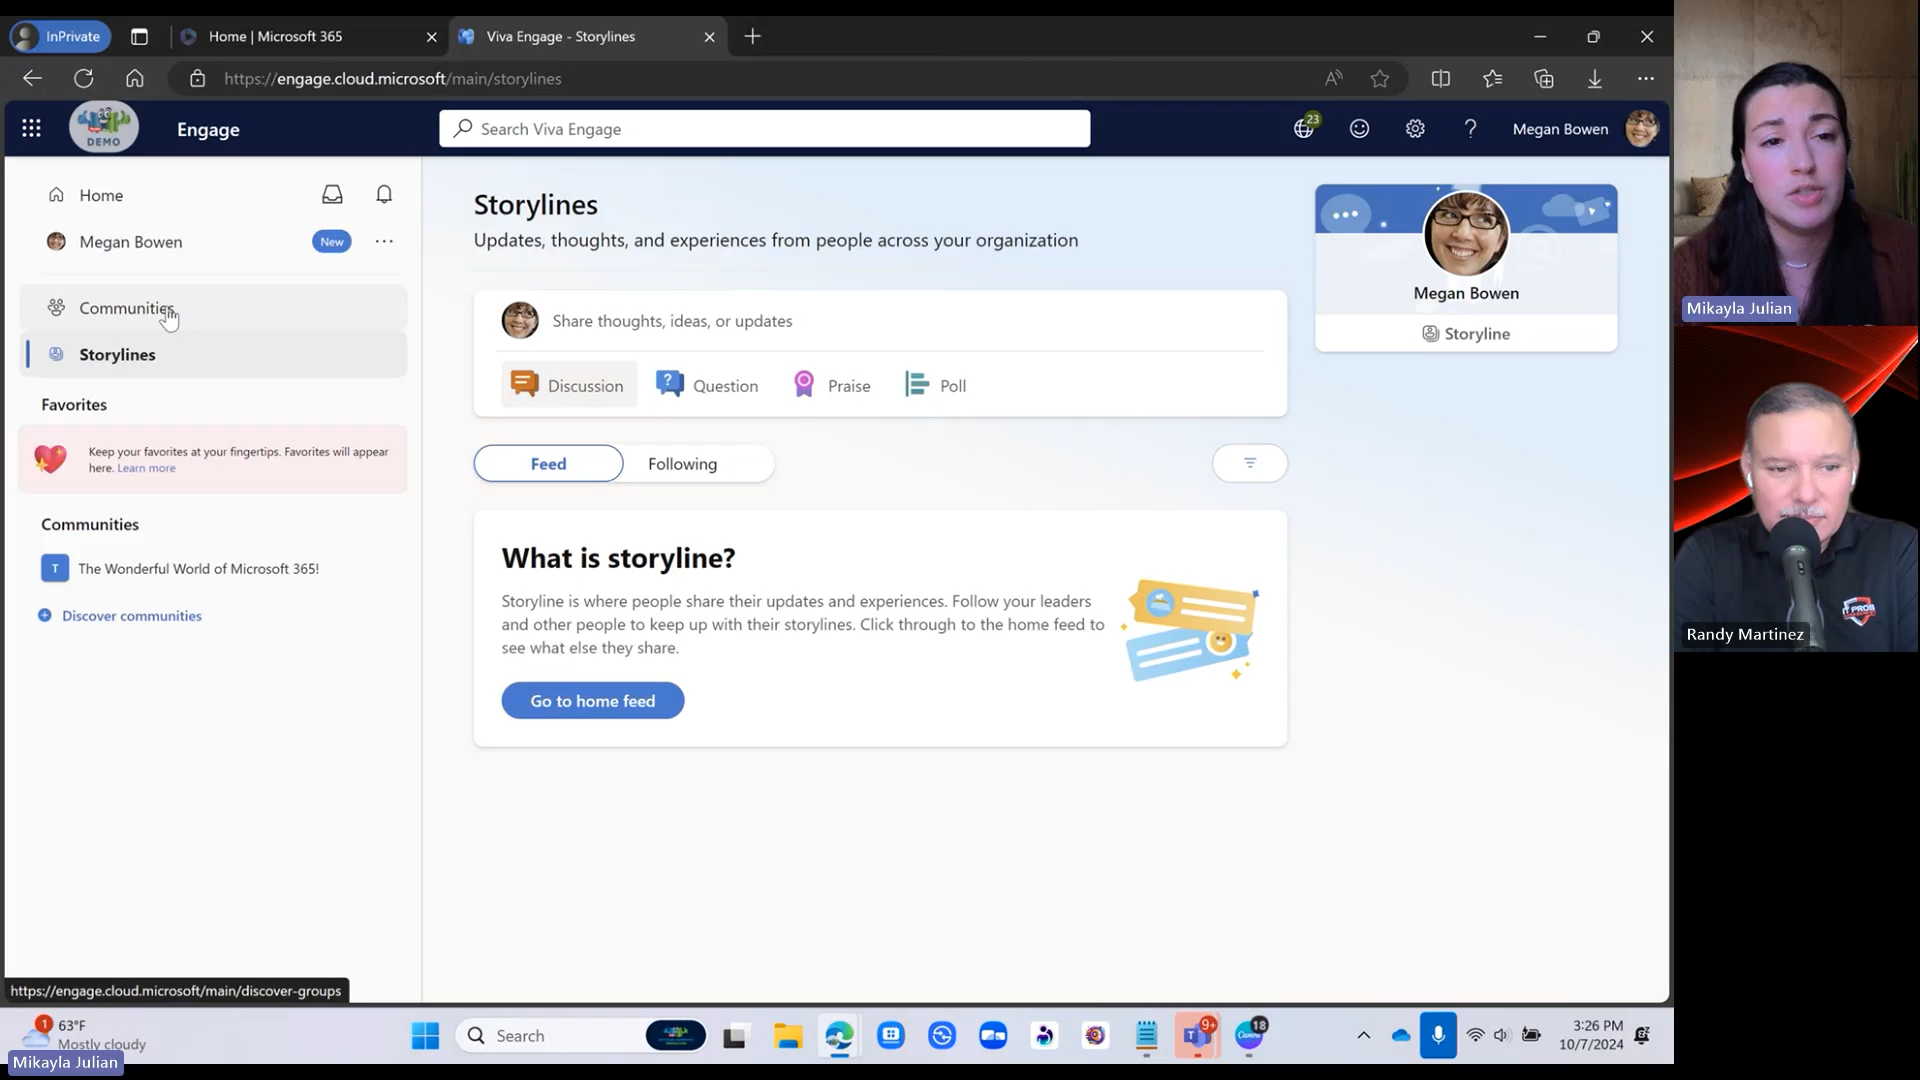 InPrivate
Home | Microsoft 365
Viva Engage - Storylines
https://engage.cloud.microsoft/main/storylines
DEMO
Engage
Search Viva Engage
23
Megan Bowen
Home
Megan Bowen
New
Communities
Storylines
Favorites
Keep your favorites at your fingertips. Favorites will appear
here. Learn more
Communities
T
The Wonderful World of Microsoft 365!
Discover communities
Storylines
Updates, thoughts, and experiences from people across your organization
Share thoughts, ideas, or updates
Discussion
Question
Praise
Poll
Feed
Following
What is storyline?
Storyline is where people share their updates and experiences. Follow your leaders
and other people to keep up with their storylines. Click through to the home feed to
see what else they share.
Go to home feed
Megan Bowen
Storyline
Mikayla Julian
IT PROS
Randy Martinez
https://engage.cloud.microsoft/main/discover-groups
1
63°F
Mostly cloudy
Search
9+
18
3:26 PM
10/7/2024
Mikayla Julian